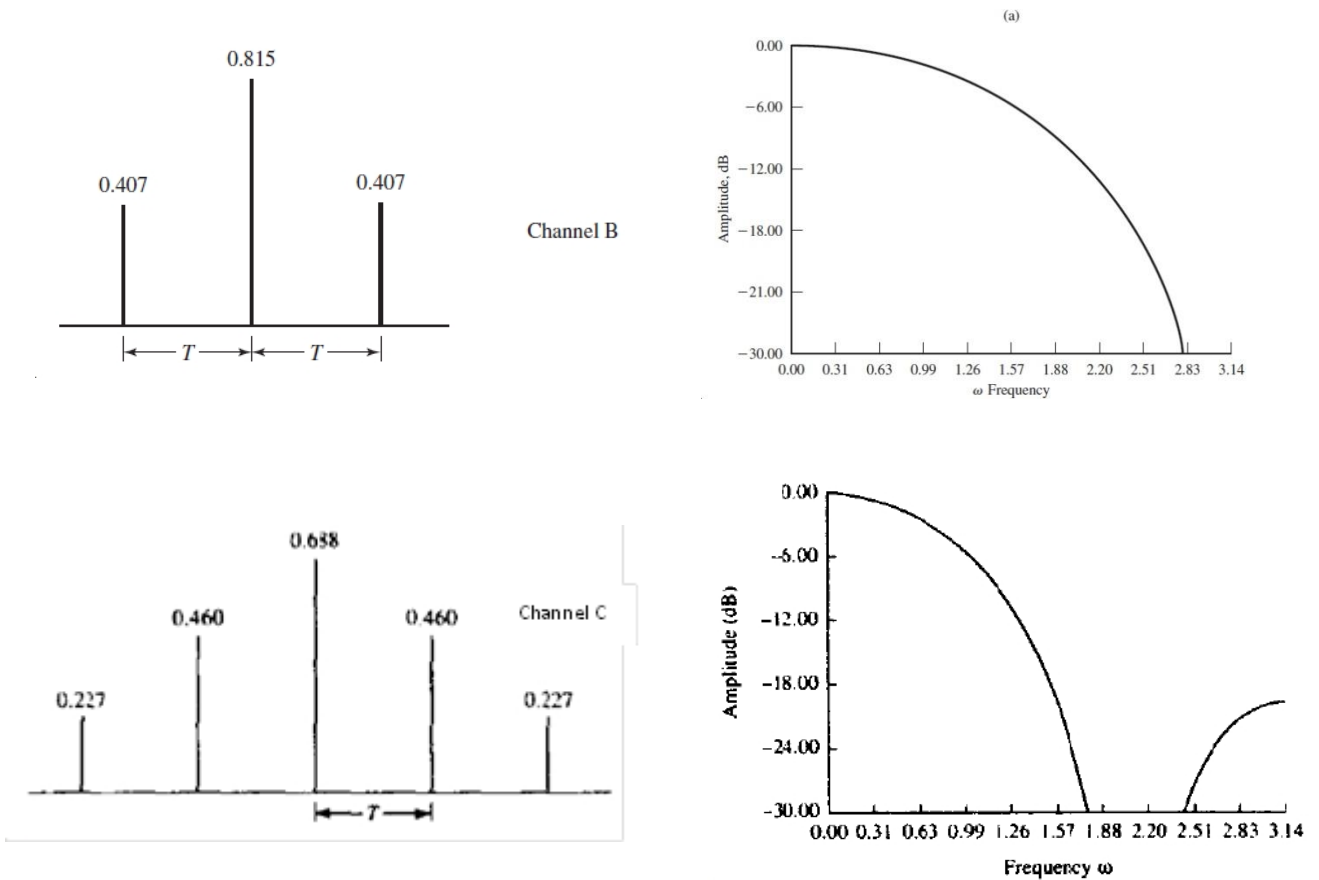 (a)
0.815
0.407
0.407
Channel B
T
T
0.00
−6.00
−12.00
−18.00
−21.00
−30.00
Amplitude, dB
0.00 0.31 0.63 0.99 1.26 1.57 1.88 2.20 2.51 2.83 3.14
ω Frequency
0.688
0.460
0.460
Channel C
0.227
0.227
T
0.00
-6.00
-12.00
-18.00
-24.00
-30.00
Amplitude (dB)
0.00 0.31 0.63 0.99 1.26 1.57 1.88 2.20 2.51 2.83 3.14
Frequency ω